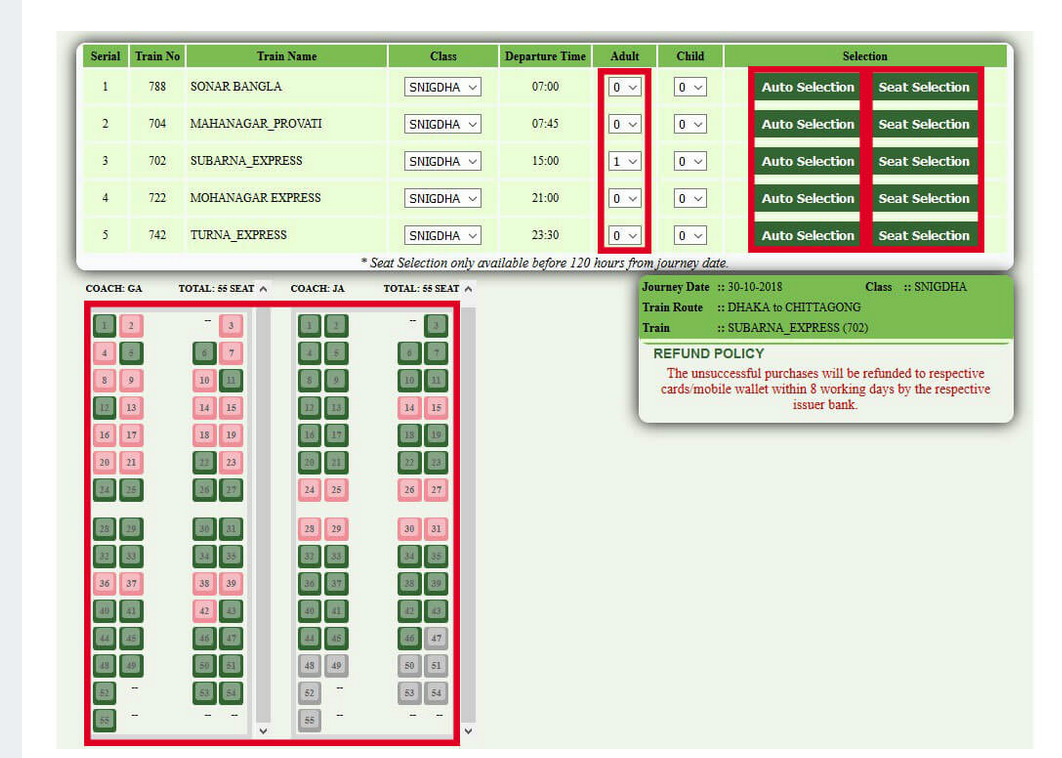 Serial Train No Train Name Class Departure Time Adult Child Selection
1 788 SONAR BANGLA SNIGDHA 07:00 0 0 Auto Selection Seat Selection
2 704 MAHANAGAR_PROVATI SNIGDHA 07:45 0 0 Auto Selection Seat Selection
3 702 SUBARNA_EXPRESS SNIGDHA 15:00 1 0 Auto Selection Seat Selection
4 722 MOHANAGAR EXPRESS SNIGDHA 21:00 0 0 Auto Selection Seat Selection
5 742 TURNA_EXPRESS SNIGDHA 23:30 0 0 Auto Selection Seat Selection
* Seat Selection only available before 120 hours from journey date.
COACH: GA TOTAL: 55 SEAT COACH: JA TOTAL: 55 SEAT
1 2 -- 3 1 2 -- 3
4 5 6 7 4 5 6 7
8 9 10 11 8 9 10 11
12 13 14 15 12 13 14 15
16 17 18 19 16 17 18 19
20 21 22 23 20 21 22 23
24 25 26 27 24 25 26 27
28 29 30 31 28 29 30 31
32 33 34 35 32 33 34 35
36 37 38 39 36 37 38 39
40 41 42 43 40 41 42 43
44 45 46 47 44 45 46 47
48 49 50 51 48 49 50 51
52 -- 53 54 52 -- 53 54
55 -- -- -- 55 -- -- --
Journey Date :: 30-10-2018 Class :: SNIGDHA
Train Route :: DHAKA to CHITTAGONG
Train :: SUBARNA_EXPRESS (702)
REFUND POLICY
The unsuccessful purchases will be refunded to respective
cards/mobile wallet within 8 working days by the respective
issuer bank.